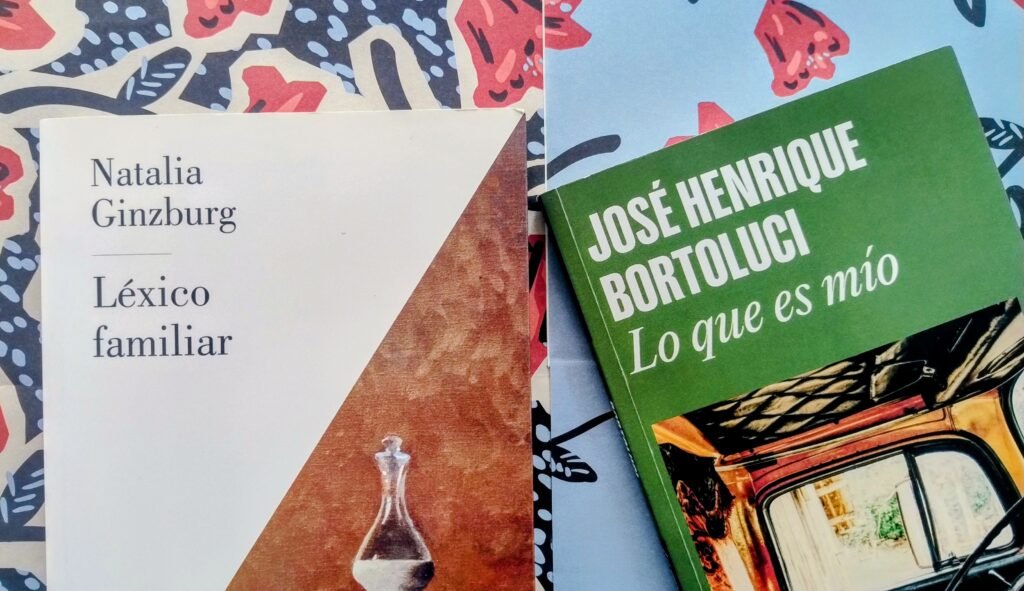 Natalia
Ginzburg
Léxico
familiar
JOSÉ HENRIQUE
BORTOLUCI
Lo que es mío